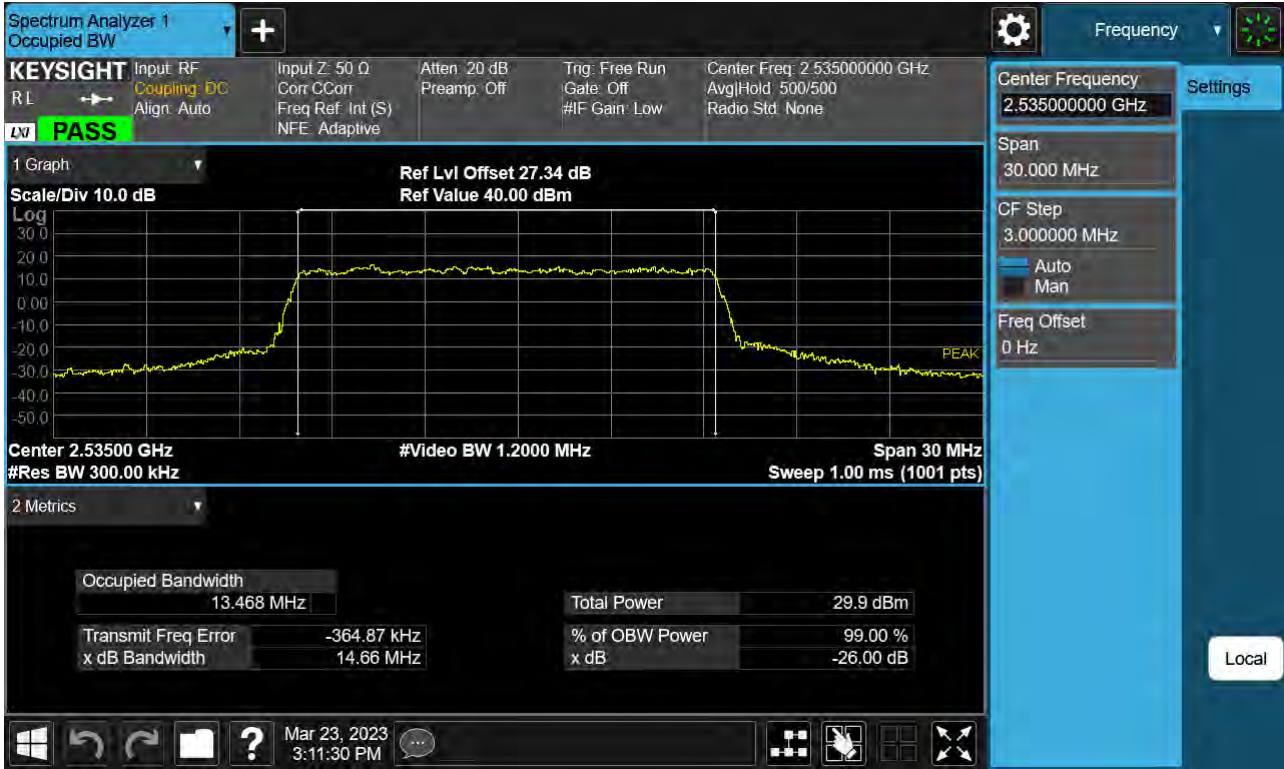 Spectrum Analyzer 1
Occupied BW
+
Frequency
KEYSIGHT
RL
LXI
PASS
Input: RF
Coupling: DC
Align: Auto
Input Z: 50 Ω
Corr CCorr
Freq Ref: Int (S)
NFE: Adaptive
Atten: 20 dB
Preamp: Off
Trig: Free Run
Gate: Off
#IF Gain: Low
Center Freq: 2.535000000 GHz
Avg|Hold: 500/500
Radio Std: None
1 Graph
Scale/Div 10.0 dB
Ref Lvl Offset 27.34 dB
Ref Value 40.00 dBm
Log
30.0
20.0
10.0
0.00
-10.0
-20.0
-30.0
-40.0
-50.0
PEAK
Center 2.53500 GHz
#Video BW 1.2000 MHz
Span 30 MHz
#Res BW 300.00 kHz
Sweep 1.00 ms (1001 pts)
2 Metrics
Occupied Bandwidth
13.468 MHz
Total Power 29.9 dBm
Transmit Freq Error -364.87 kHz
% of OBW Power 99.00 %
x dB Bandwidth 14.66 MHz
x dB -26.00 dB
Center Frequency
2.535000000 GHz
Settings
Span
30.000 MHz
CF Step
3.000000 MHz
Auto
Man
Freq Offset
0 Hz
Local
?
Mar 23, 2023
3:11:30 PM